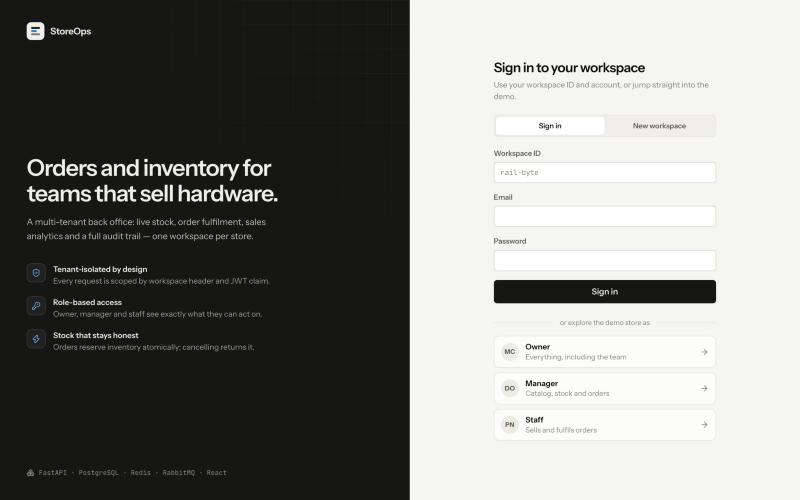 StoreOps
Orders and inventory for
teams that sell hardware.
A multi-tenant back office: live stock, order fulfilment, sales
analytics and a full audit trail — one workspace per store.
Tenant-isolated by design
Every request is scoped by workspace header and JWT claim.
Role-based access
Owner, manager and staff see exactly what they can act on.
Stock that stays honest
Orders reserve inventory atomically; cancelling returns it.
FastAPI · PostgreSQL · Redis · RabbitMQ · React
Sign in to your workspace
Use your workspace ID and account, or jump straight into the
demo.
Sign in
New workspace
Workspace ID
rail-byte
Email
Password
Sign in
or explore the demo store as
MC
Owner
Everything, including the team
DO
Manager
Catalog, stock and orders
PN
Staff
Sells and fulfils orders